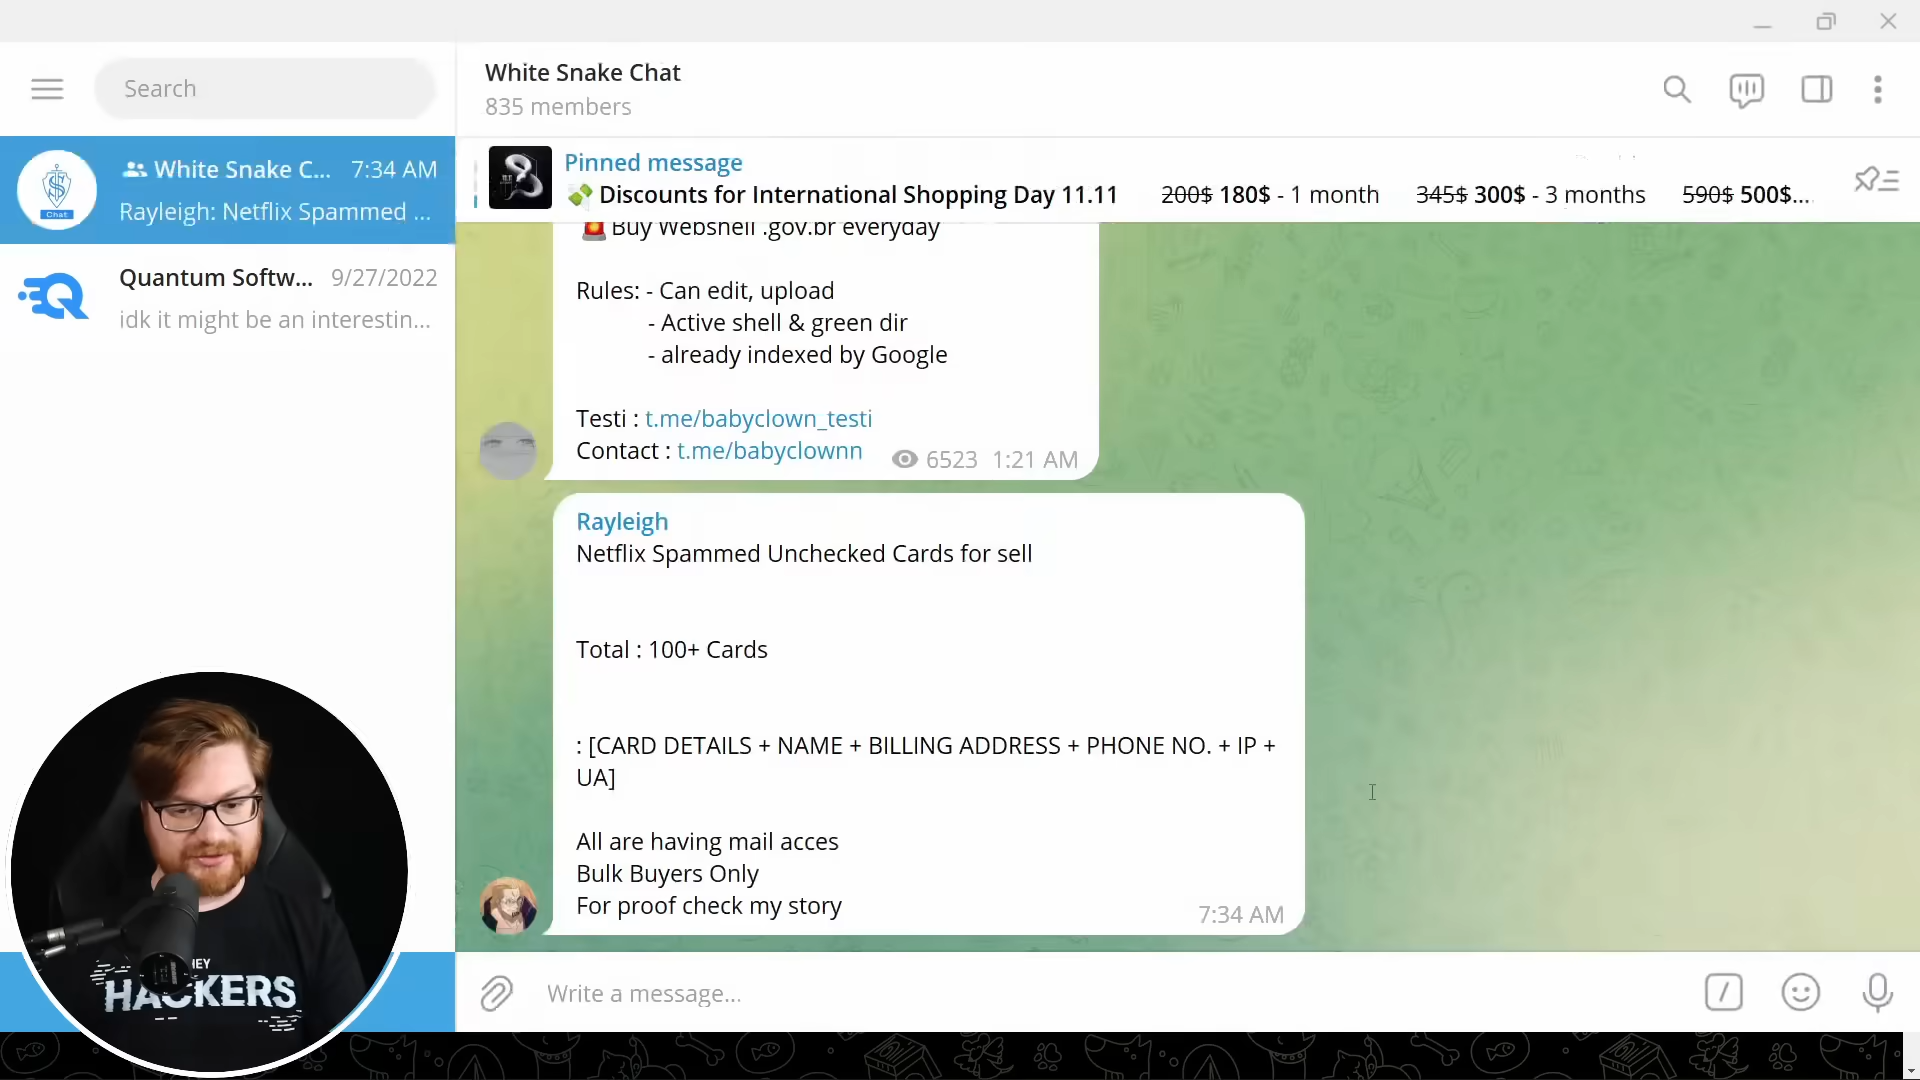 Search
White Snake Chat
835 members
White Snake C... 7:34 AM
Rayleigh: Netflix Spammed ...
Quantum Softw... 9/27/2022
idk it might be an interestin...
Pinned message
Discounts for International Shopping Day 11.11 200$ 180$ - 1 month 345$ 300$ - 3 months 590$ 500$...
Buy Webshell .gov.br everyday
Rules: - Can edit, upload
- Active shell & green dir
- already indexed by Google
Testi : t.me/babyclown_testi
Contact : t.me/babyclownn 6523 1:21 AM
Rayleigh
Netflix Spammed Unchecked Cards for sell
Total : 100+ Cards
: [CARD DETAILS + NAME + BILLING ADDRESS + PHONE NO. + IP +
UA]
All are having mail acces
Bulk Buyers Only
For proof check my story
7:34 AM
Write a message...
Chat
HEY
HACKERS